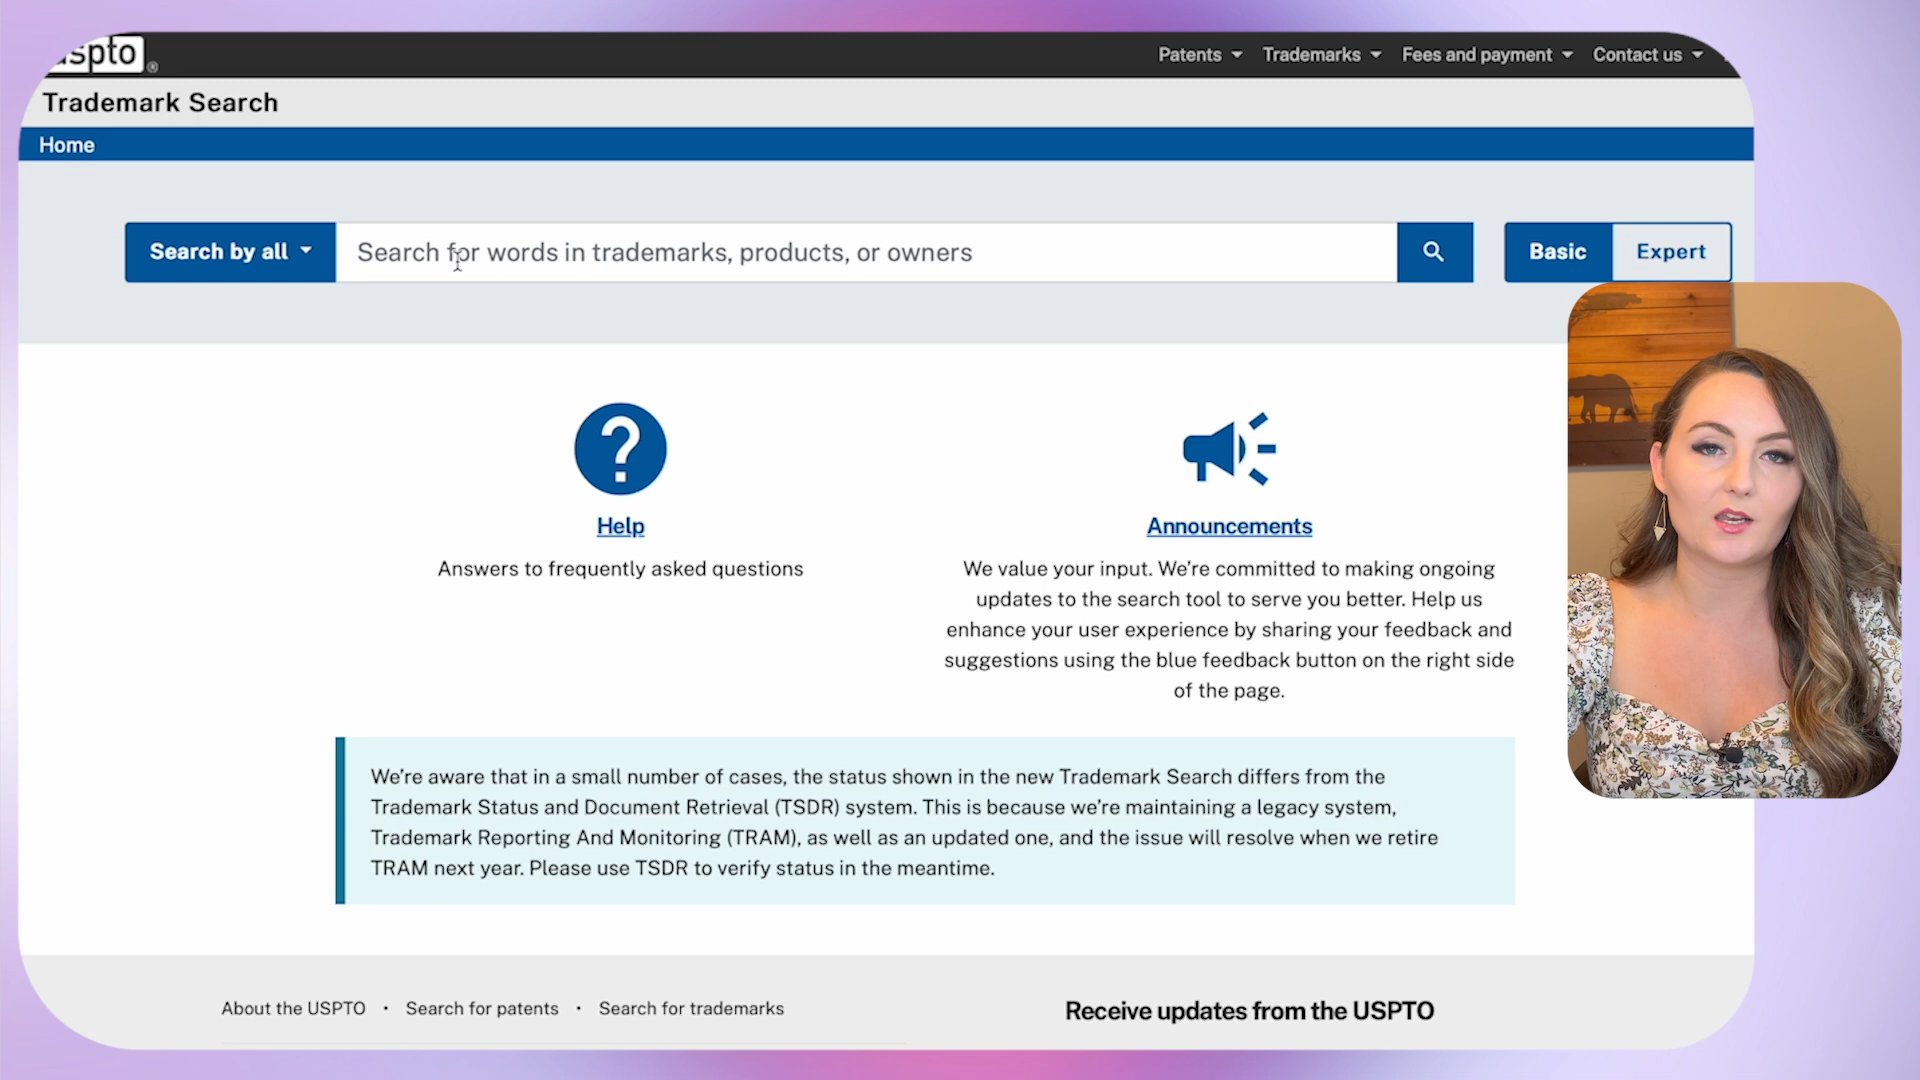 uspto
Patents Trademarks Fees and payment Contact us
Trademark Search
Home
Search by all Search for words in trademarks, products, or owners Basic Expert
Help
Answers to frequently asked questions
Announcements
We value your input. We’re committed to making ongoing
updates to the search tool to serve you better. Help us
enhance your user experience by sharing your feedback and
suggestions using the blue feedback button on the right side
of the page.
We’re aware that in a small number of cases, the status shown in the new Trademark Search differs from the
Trademark Status and Document Retrieval (TSDR) system. This is because we’re maintaining a legacy system,
Trademark Reporting And Monitoring (TRAM), as well as an updated one, and the issue will resolve when we retire
TRAM next year. Please use TSDR to verify status in the meantime.
About the USPTO • Search for patents • Search for trademarks
Receive updates from the USPTO